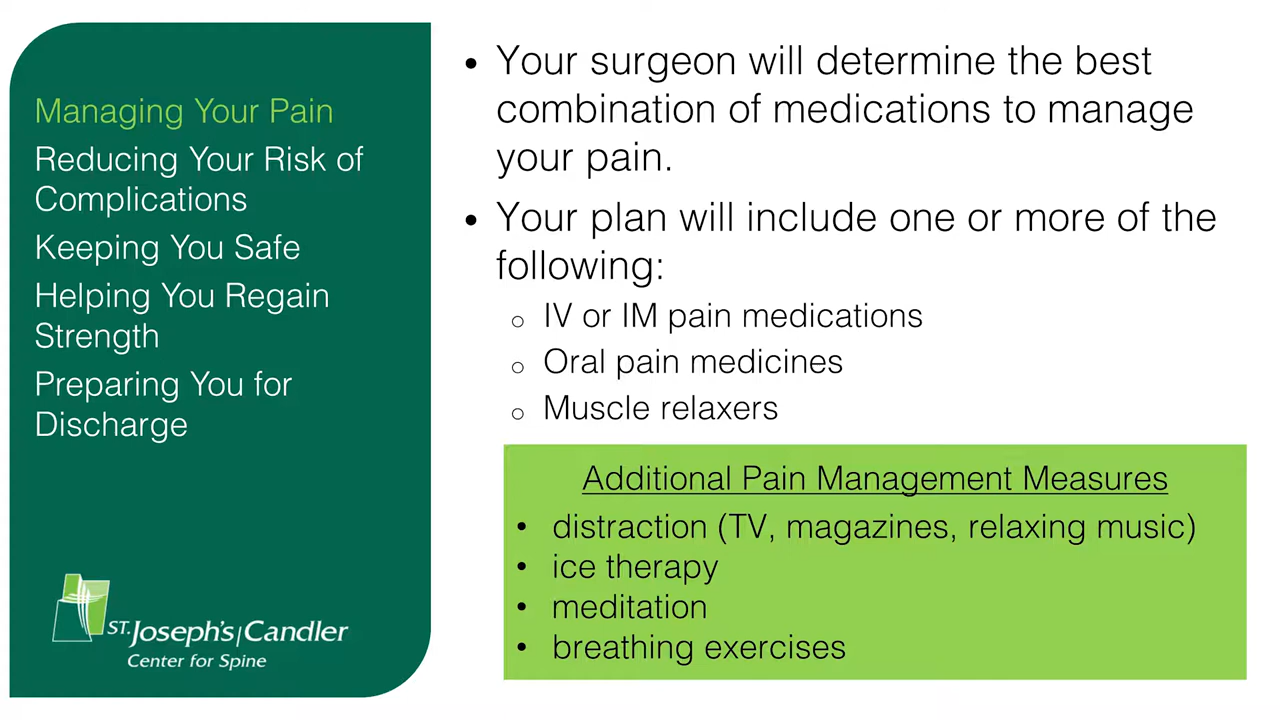 Managing Your Pain
Reducing Your Risk of
Complications
Keeping You Safe
Helping You Regain
Strength
Preparing You for
Discharge
ST. Joseph's|Candler
Center for Spine
• Your surgeon will determine the best
combination of medications to manage
your pain.
• Your plan will include one or more of the
following:
o IV or IM pain medications
o Oral pain medicines
o Muscle relaxers
Additional Pain Management Measures
• distraction (TV, magazines, relaxing music)
• ice therapy
• meditation
• breathing exercises